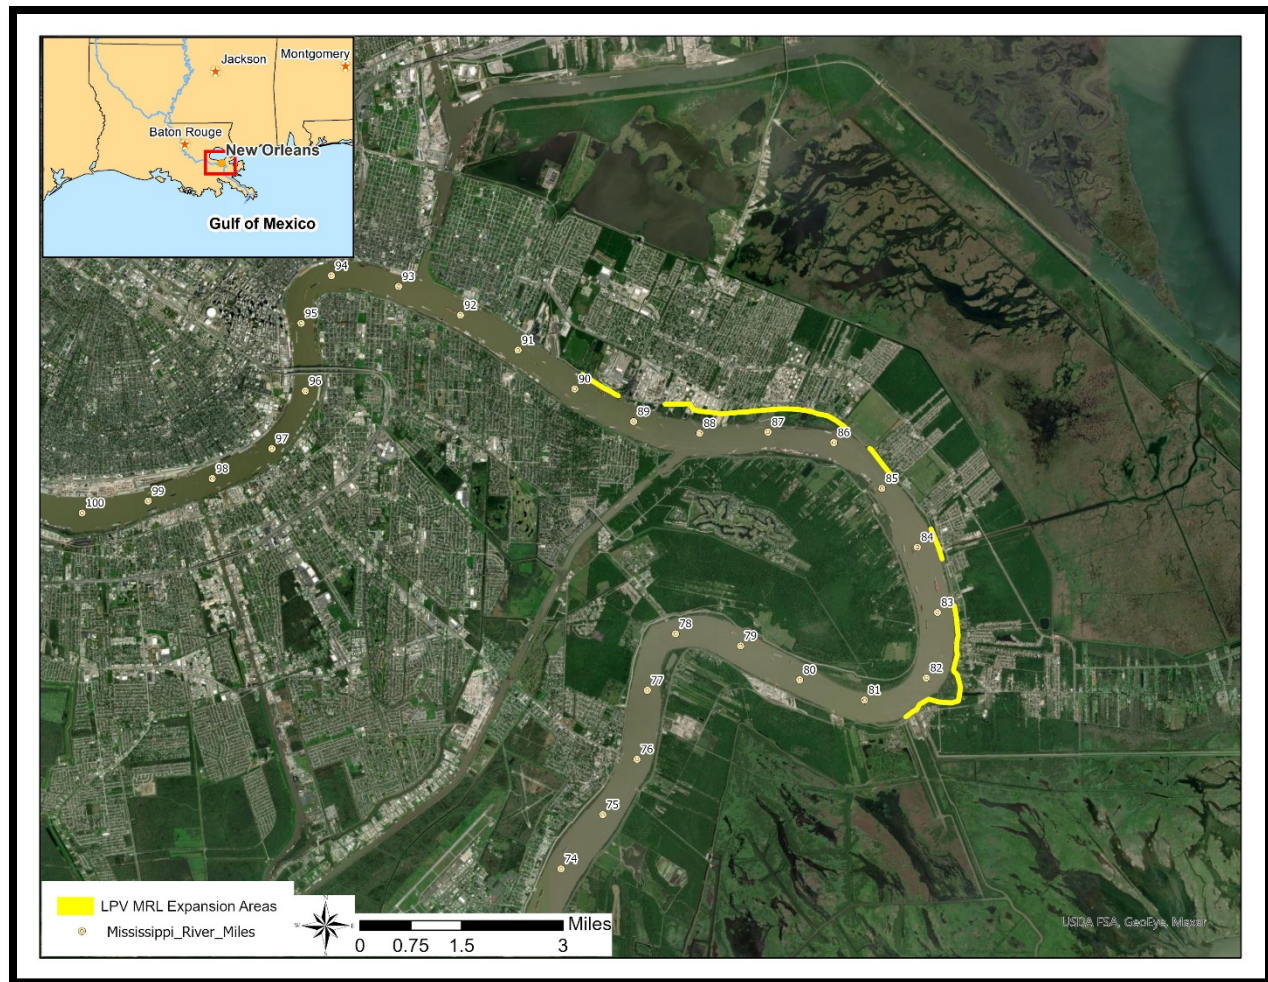 Jackson
Montgomery
Baton Rouge
New Orleans
Gulf of Mexico
94
93
92
95
91
96
90
89
88
87
86
97
98
85
99
100
84
83
78
79
82
80
81
77
76
75
74
LPV MRL Expansion Areas
Mississippi_River_Miles
N
W
E
S
Miles
0 0.75 1.5 3
USDA FSA, GeoEye, Maxar